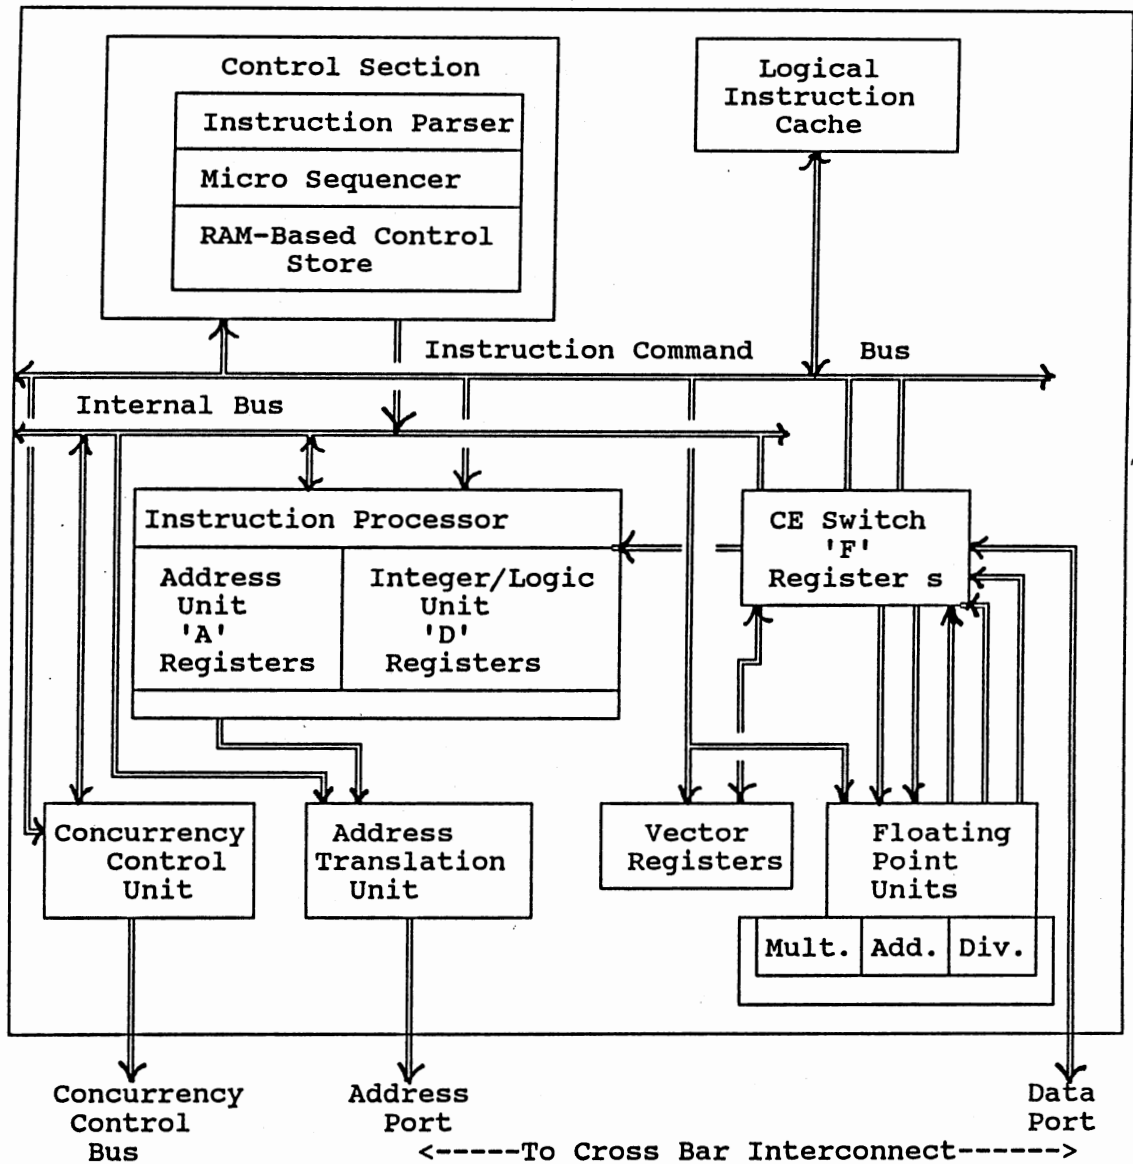 Control Section
Instruction Parser
Micro Sequencer
RAM-Based Control
Store
Logical
Instruction
Cache
Instruction Command Bus
Internal Bus
Instruction Processor
Address
Unit
'A'
Registers
Integer/Logic
Unit
'D'
Registers
CE Switch
'F'
Register s
Concurrency
Control
Unit
Address
Translation
Unit
Vector
Registers
Floating
Point
Units
Mult.
Add.
Div.
Concurrency
Control
Bus
Address
Port
Data
Port
<-----To Cross Bar Interconnect------>